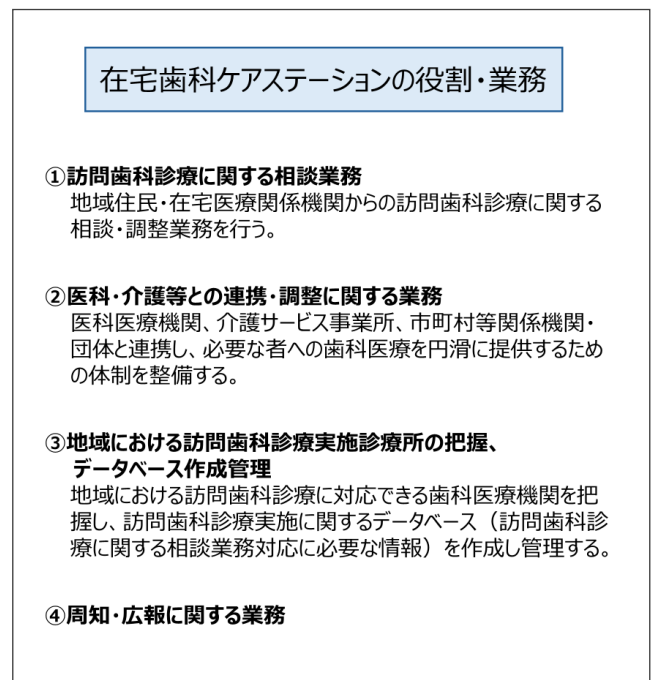 在宅歯科ケアステーションの役割・業務
①訪問歯科診療に関する相談業務
地域住民・在宅医療関係機関からの訪問歯科診療に関する
相談・調整業務を行う。
②医科・介護等との連携・調整に関する業務
医科医療機関、介護サービス事業所、市町村等関係機関・
団体と連携し、必要な者への歯科医療を円滑に提供するため
の体制を整備する。
③地域における訪問歯科診療実施診療所の把握、
データベース作成管理
地域における訪問歯科診療に対応できる歯科医療機関を把
握し、訪問歯科診療実施に関するデータベース（訪問歯科診
療に関する相談業務対応に必要な情報）を作成し管理する。
④周知・広報に関する業務